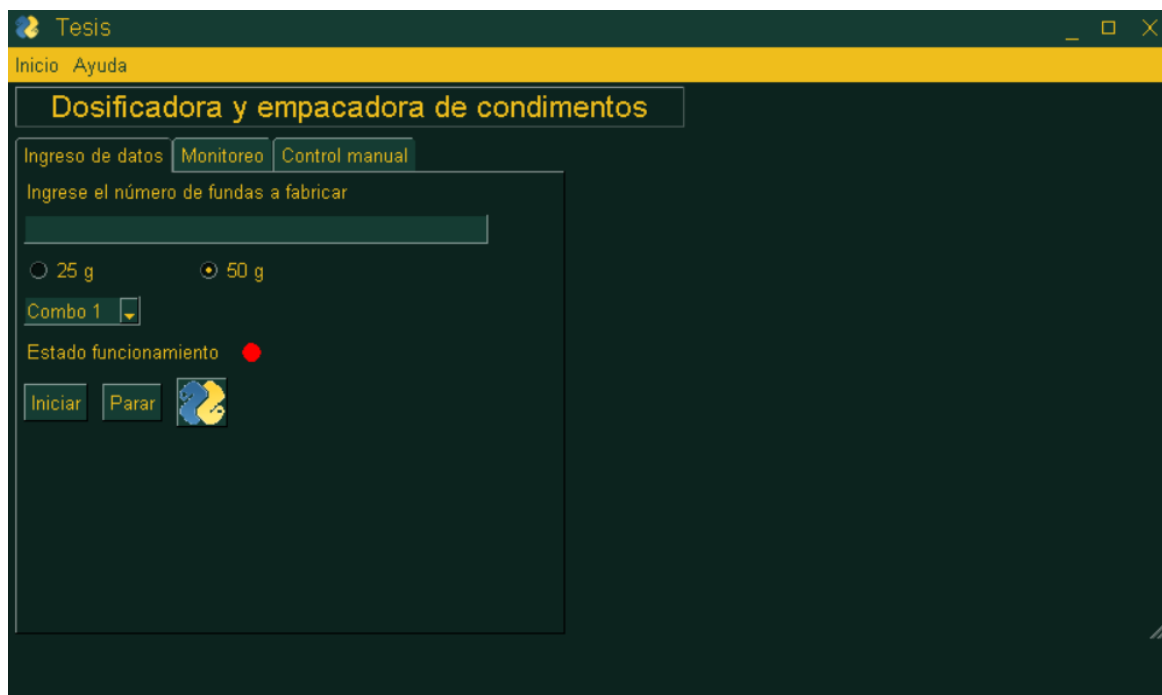 Tesis
Inicio Ayuda
Dosificadora y empacadora de condimentos
Ingreso de datos Monitoreo Control manual
Ingrese el número de fundas a fabricar
25 g 50 g
Combo 1
Estado funcionamiento
Iniciar Parar